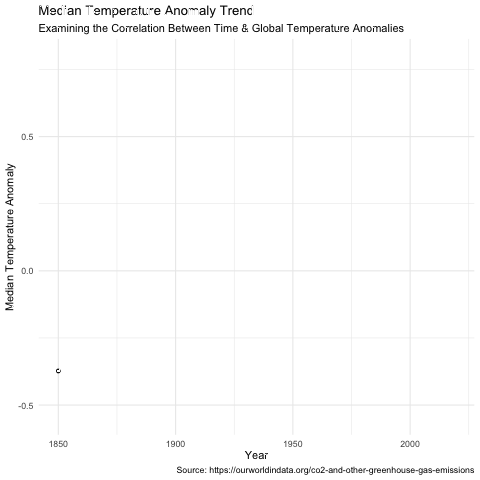 Median Temperature Anomaly Trend
Examining the Correlation Between Time & Global Temperature Anomalies
Median Temperature Anomaly
0.5
0.0
-0.5
1850
1900
1950
2000
Year
Source: https://ourworldindata.org/co2-and-other-greenhouse-gas-emissions